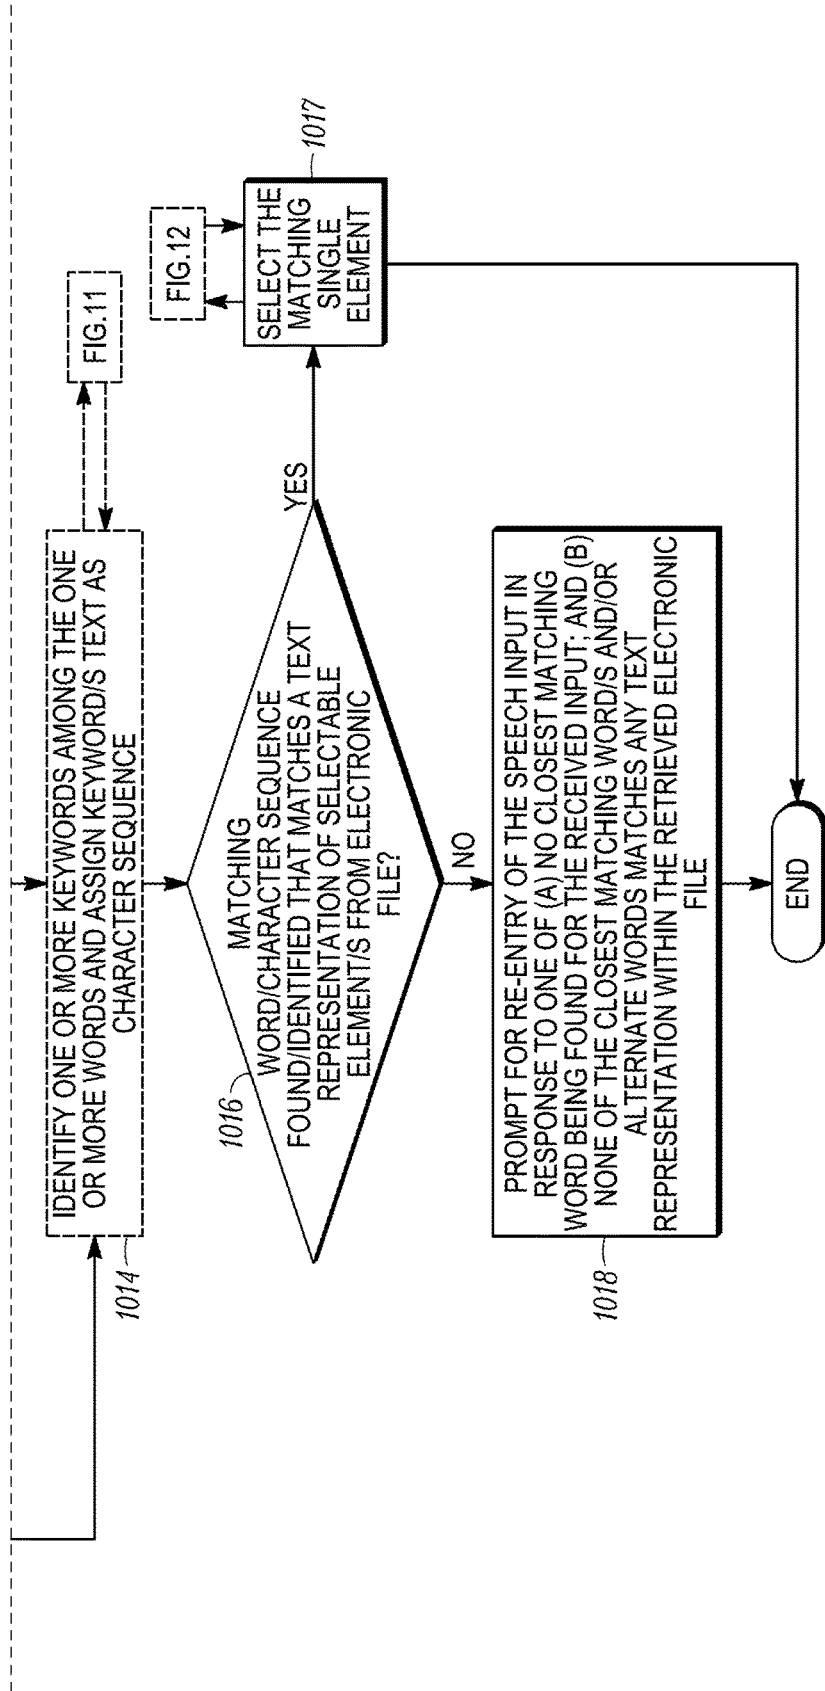 IDENTIFY ONE OR MORE KEYWORDS AMONG THE ONE
OR MORE WORDS AND ASSIGN KEYWORD/S TEXT AS
CHARACTER SEQUENCE
1014
FIG.11
MATCHING
WORD/CHARACTER SEQUENCE
FOUND/IDENTIFIED THAT MATCHES A TEXT
REPRESENTATION OF SELECTABLE
ELEMENT/S FROM ELECTRONIC
FILE?
1016
YES
NO
FIG.12
SELECT THE
MATCHING
SINGLE
ELEMENT
1017
PROMPT FOR RE-ENTRY OF THE SPEECH INPUT IN
RESPONSE TO ONE OF (A) NO CLOSEST MATCHING
WORD BEING FOUND FOR THE RECEIVED INPUT; AND (B)
NONE OF THE CLOSEST MATCHING WORD/S AND/OR
ALTERNATE WORDS MATCHES ANY TEXT
REPRESENTATION WITHIN THE RETRIEVED ELECTRONIC
FILE
1018
END